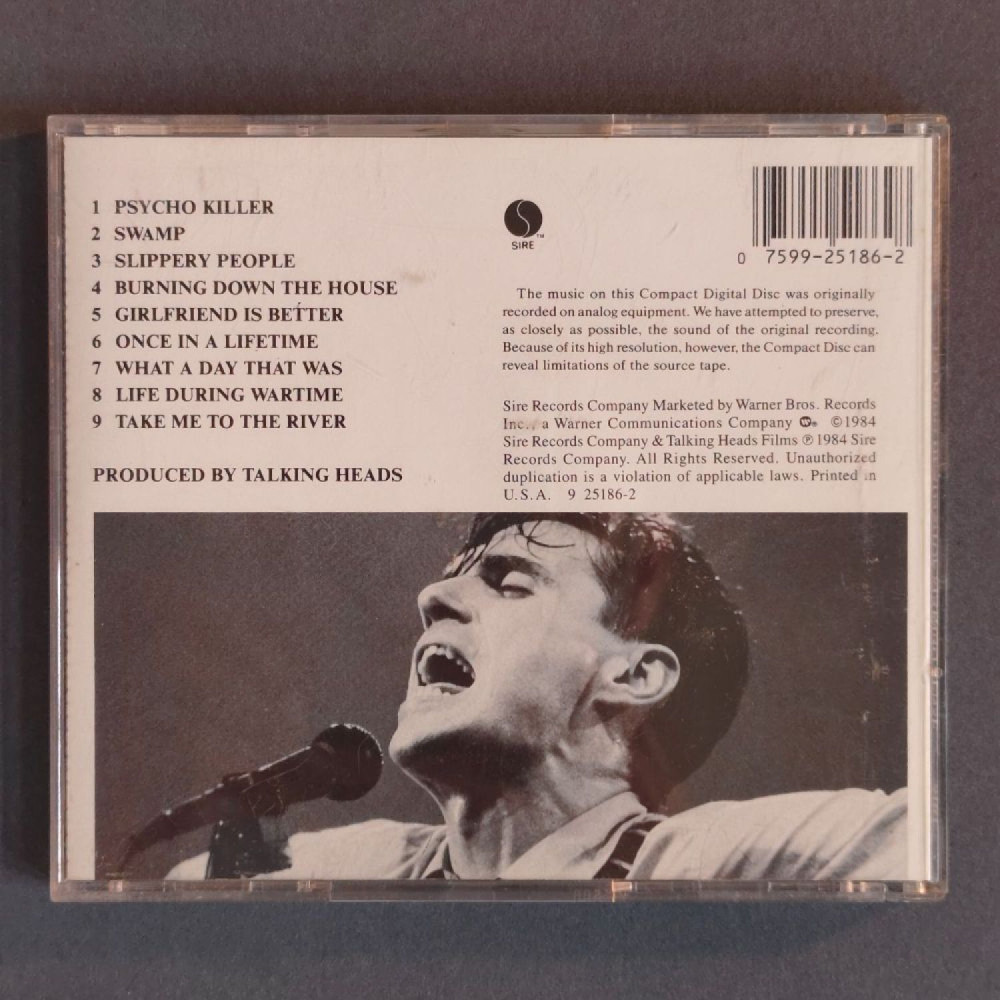 1 PSYCHO KILLER
2 SWAMP
3 SLIPPERY PEOPLE
4 BURNING DOWN THE HOUSE
5 GIRLFRIEND IS BETTER
6 ONCE IN A LIFETIME
7 WHAT A DAY THAT WAS
8 LIFE DURING WARTIME
9 TAKE ME TO THE RIVER
PRODUCED BY TALKING HEADS
SIRE™
0 7599-25186-2
The music on this Compact Digital Disc was originally
recorded on analog equipment. We have attempted to preserve,
as closely as possible, the sound of the original recording.
Because of its high resolution, however, the Compact Disc can
reveal limitations of the source tape.
Sire Records Company Marketed by Warner Bros. Records
Inc., a Warner Communications Company ©1984
Sire Records Company & Talking Heads Films ℗ 1984 Sire
Records Company. All Rights Reserved. Unauthorized
duplication is a violation of applicable laws. Printed in
U.S.A. 9 25186-2